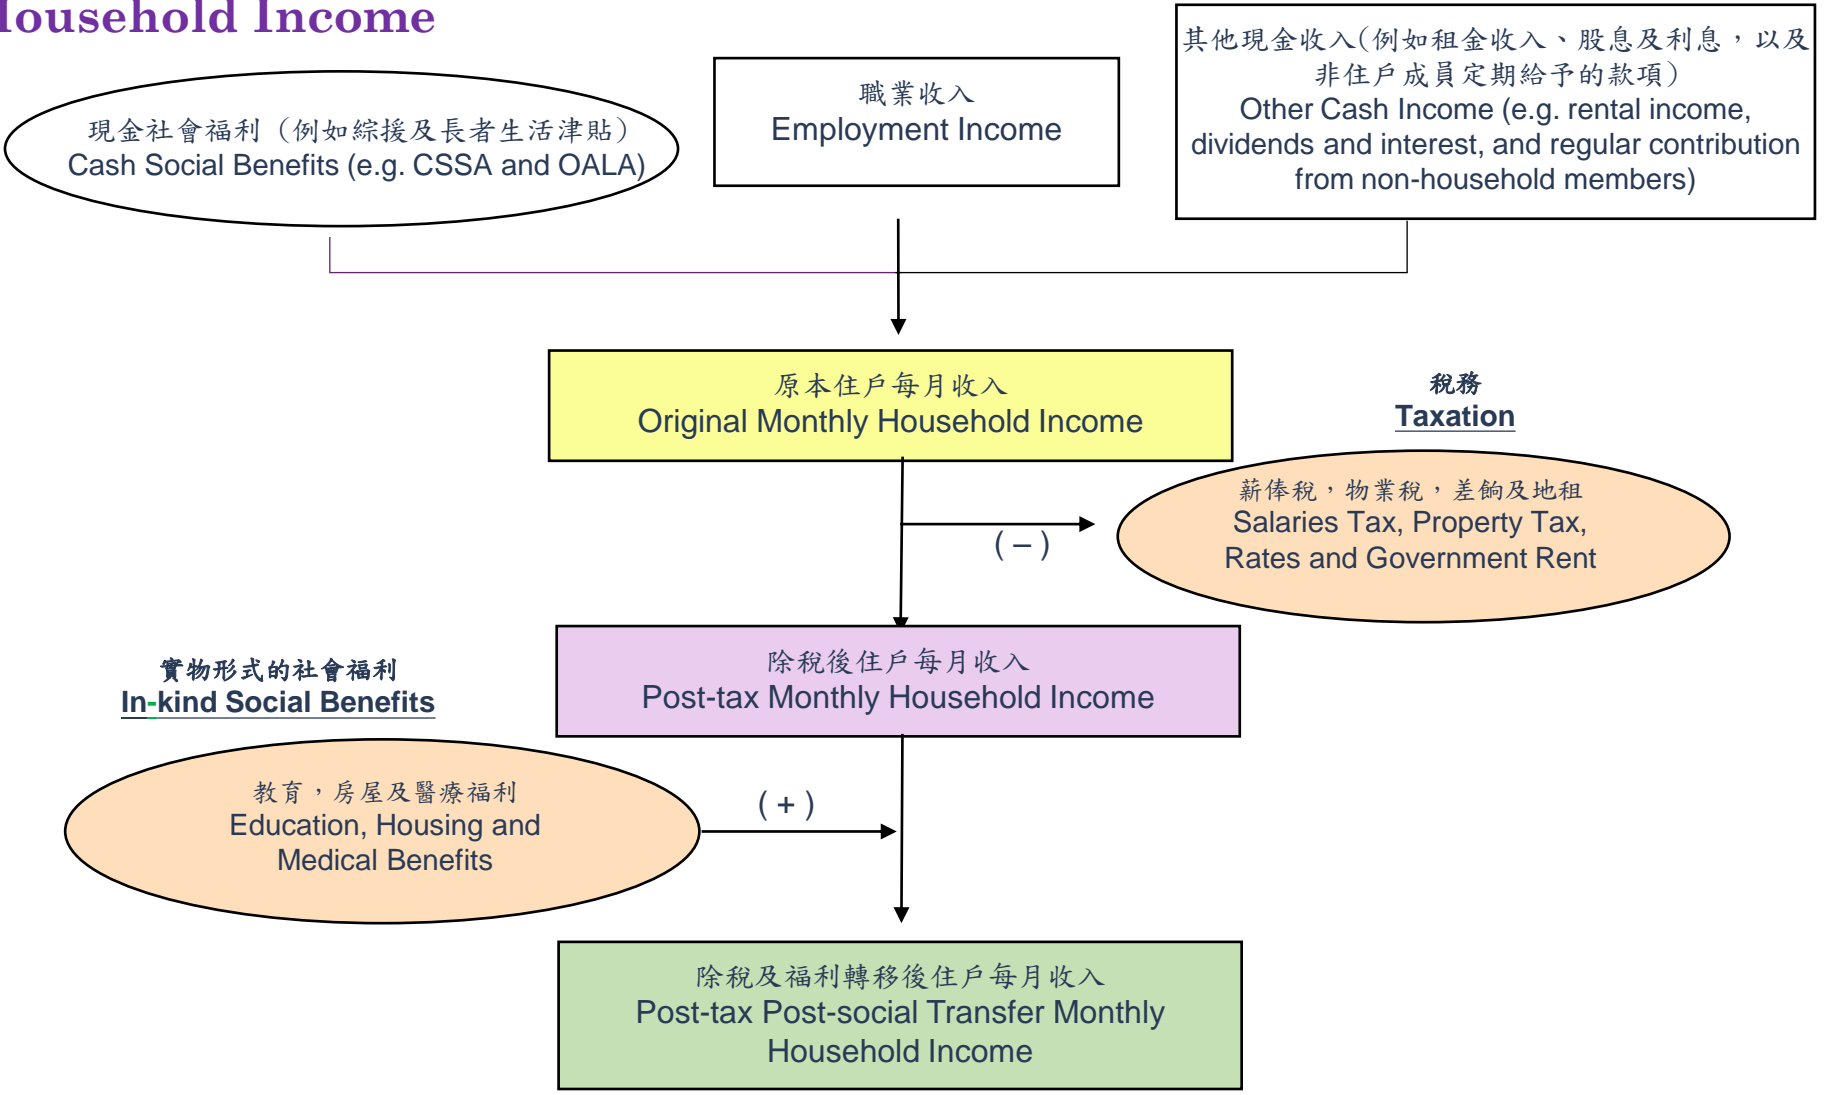 Household Income
現金社會福利（例如綜援及長者生活津貼）
Cash Social Benefits (e.g. CSSA and OALA)
職業收入
Employment Income
其他現金收入(例如租金收入、股息及利息，以及
非住戶成員定期給予的款項)
Other Cash Income (e.g. rental income,
dividends and interest, and regular contribution
from non-household members)
原本住戶每月收入
Original Monthly Household Income
稅務
Taxation
薪俸稅，物業稅，差餉及地租
Salaries Tax, Property Tax,
Rates and Government Rent
( – )
除稅後住戶每月收入
Post-tax Monthly Household Income
實物形式的社會福利
In-kind Social Benefits
教育，房屋及醫療福利
Education, Housing and
Medical Benefits
( + )
除稅及福利轉移後住戶每月收入
Post-tax Post-social Transfer Monthly
Household Income